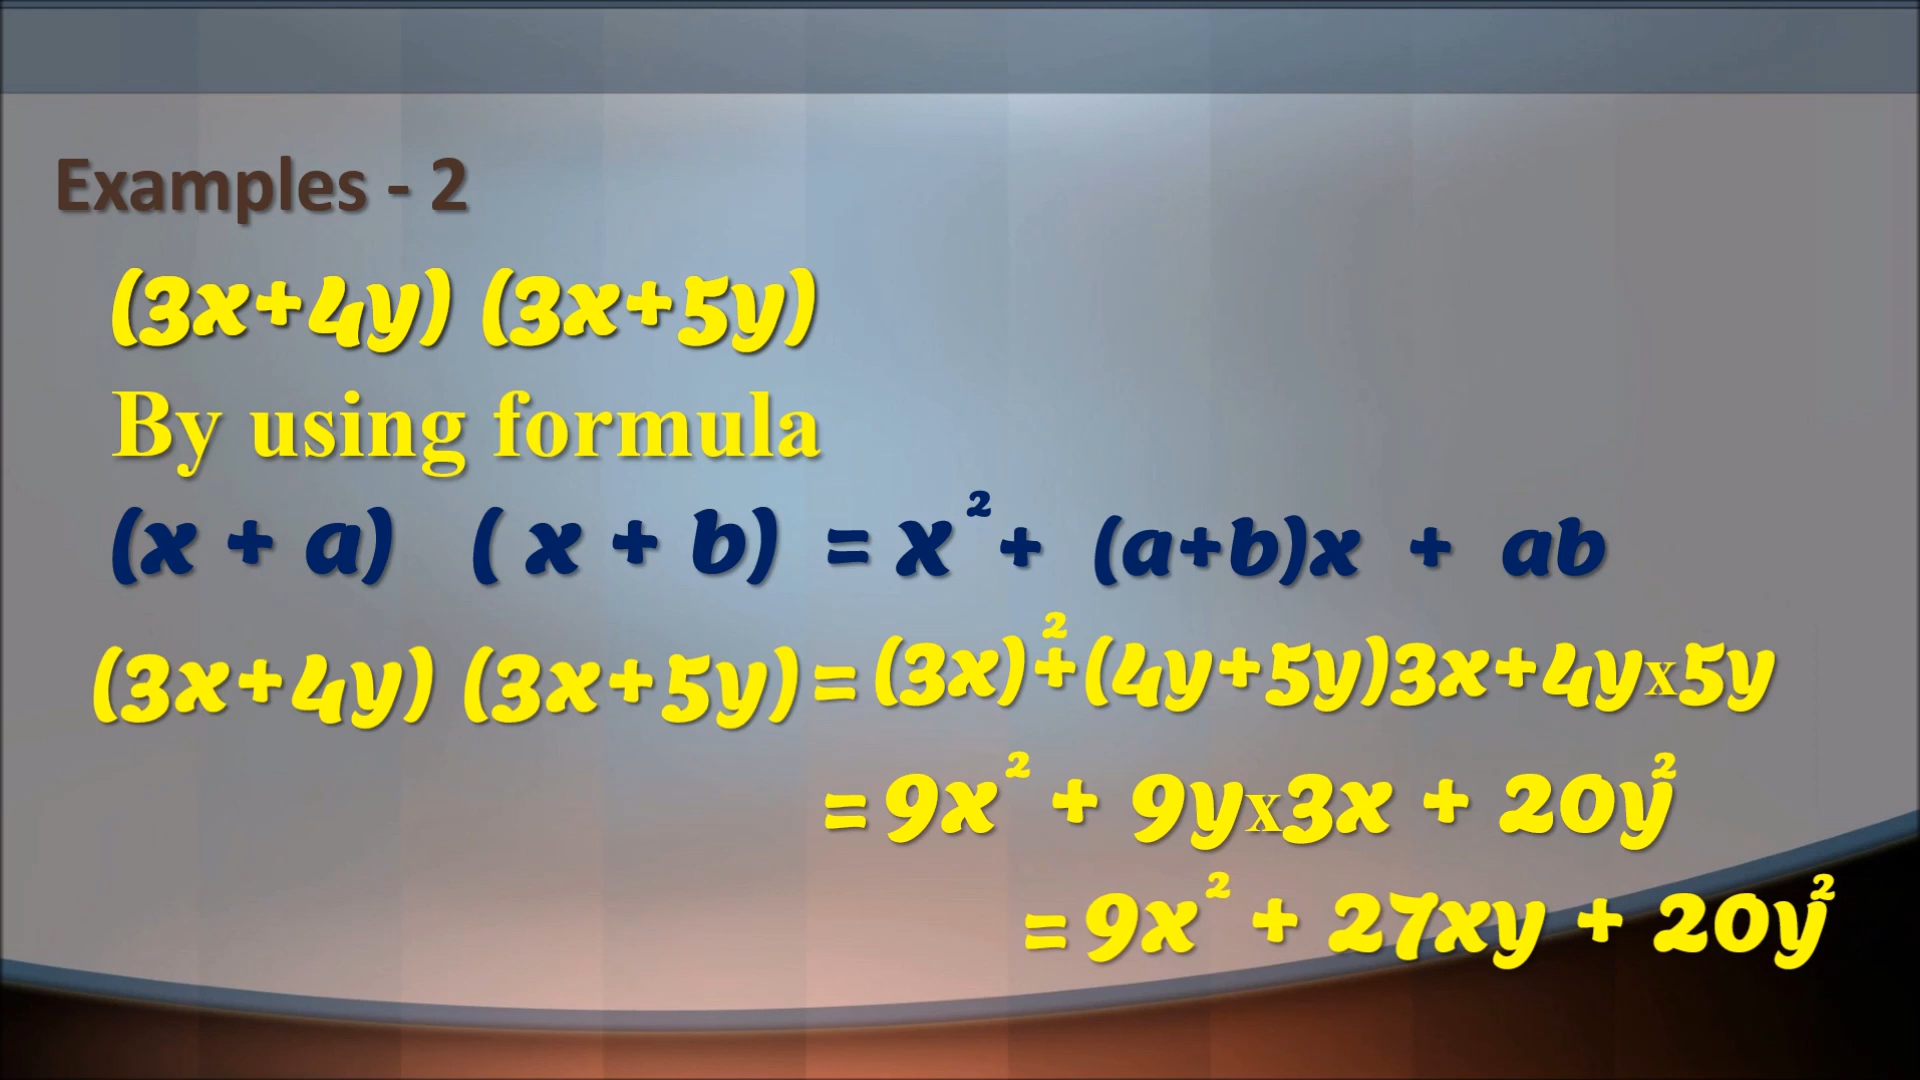 Examples - 2
(3x+4y) (3x+5y)
By using formula
(x + a) ( x + b) = x² + (a+b)x + ab
(3x+4y) (3x+5y) = (3x)²+(4y+5y)3x+4yx5y
= 9x² + 9yx3x + 20y²
= 9x² + 27xy + 20y²